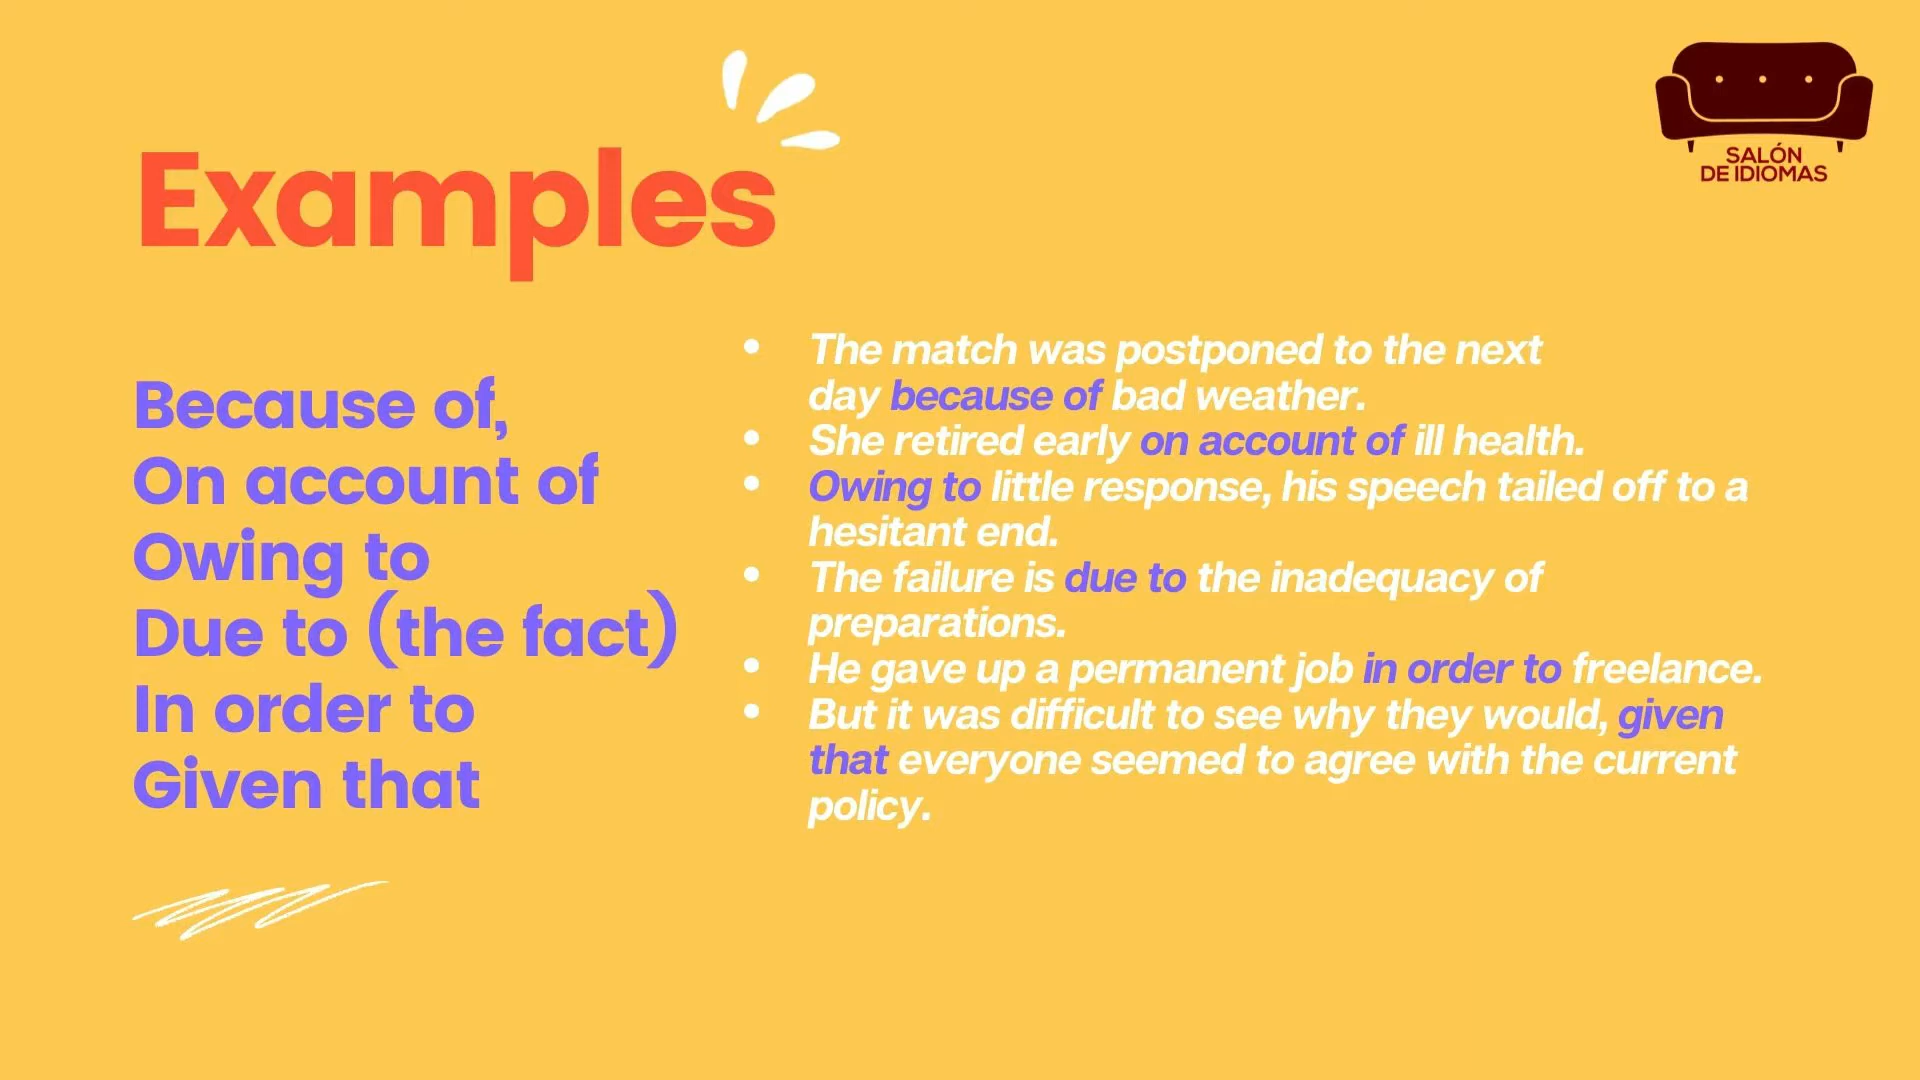 SALÓN
DE IDIOMAS
Examples
Because of,
On account of
Owing to
Due to (the fact)
In order to
Given that
The match was postponed to the next
day because of bad weather.
She retired early on account of ill health.
Owing to little response, his speech tailed off to a
hesitant end.
The failure is due to the inadequacy of
preparations.
He gave up a permanent job in order to freelance.
But it was difficult to see why they would, given
that everyone seemed to agree with the current
policy.